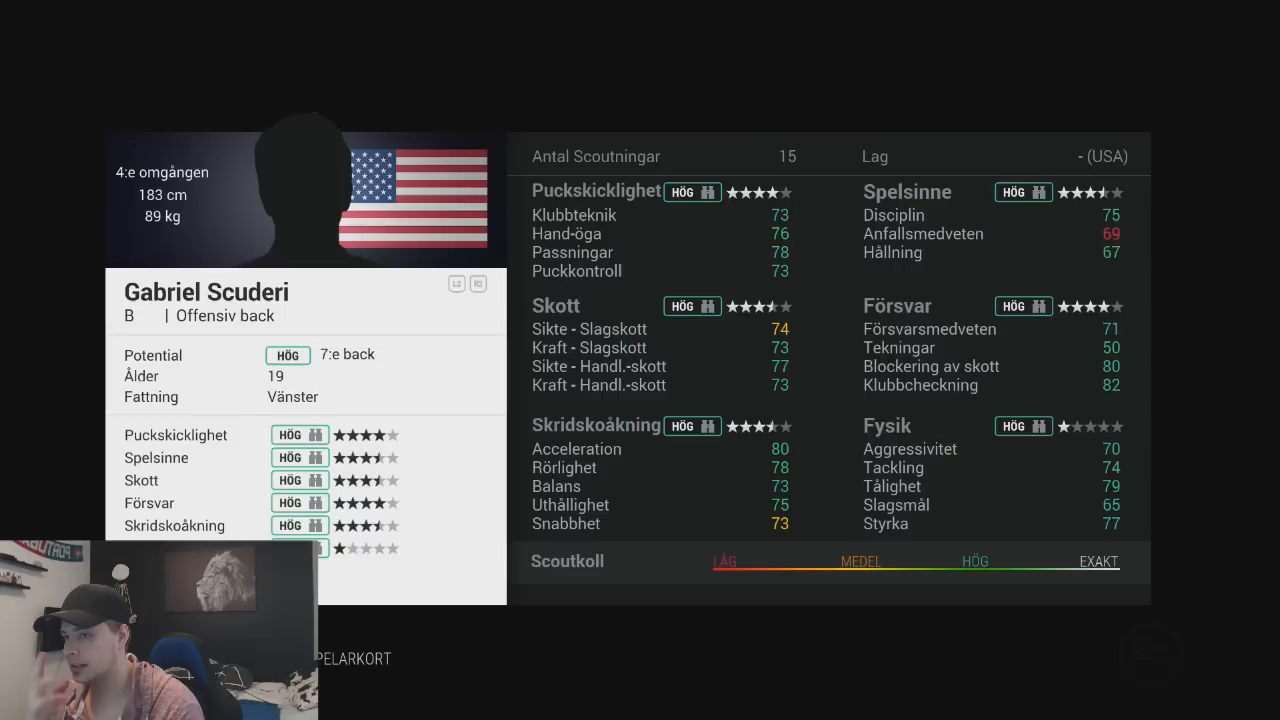 4:e omgången
183 cm
89 kg
Gabriel Scuderi
L2 R2
B | Offensiv back
Potential HÖG 7:e back
Ålder 19
Fattning Vänster
Puckskicklighet HÖG
Spelsinne HÖG
Skott HÖG
Försvar HÖG
Skridskoåkning HÖG
PELARKORT
Antal Scoutningar 15
Lag - (USA)
Puckskicklighet HÖG
Klubbteknik 73
Hand-öga 76
Passningar 78
Puckkontroll 73
Spelsinne HÖG
Disciplin 75
Anfallsmedveten 69
Hållning 67
Skott HÖG
Sikte - Slagskott 74
Kraft - Slagskott 73
Sikte - Handl.-skott 77
Kraft - Handl.-skott 73
Försvar HÖG
Försvarsmedveten 71
Tekningar 50
Blockering av skott 80
Klubbcheckning 82
Skridskoåkning HÖG
Acceleration 80
Rörlighet 78
Balans 73
Uthållighet 75
Snabbhet 73
Fysik HÖG
Aggressivitet 70
Tackling 74
Tålighet 79
Slagsmål 65
Styrka 77
Scoutkoll LÅG MEDEL HÖG EXAKT